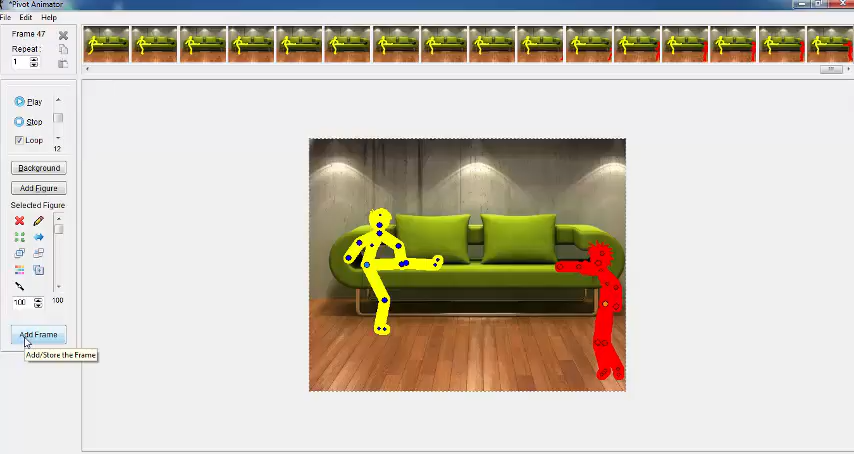 *Pivot Animator
File Edit Help
Frame 47
Repeat :
1
Play
Stop
Loop
12
Background
Add Figure
Selected Figure
100
100
Add Frame
Add/Store the Frame